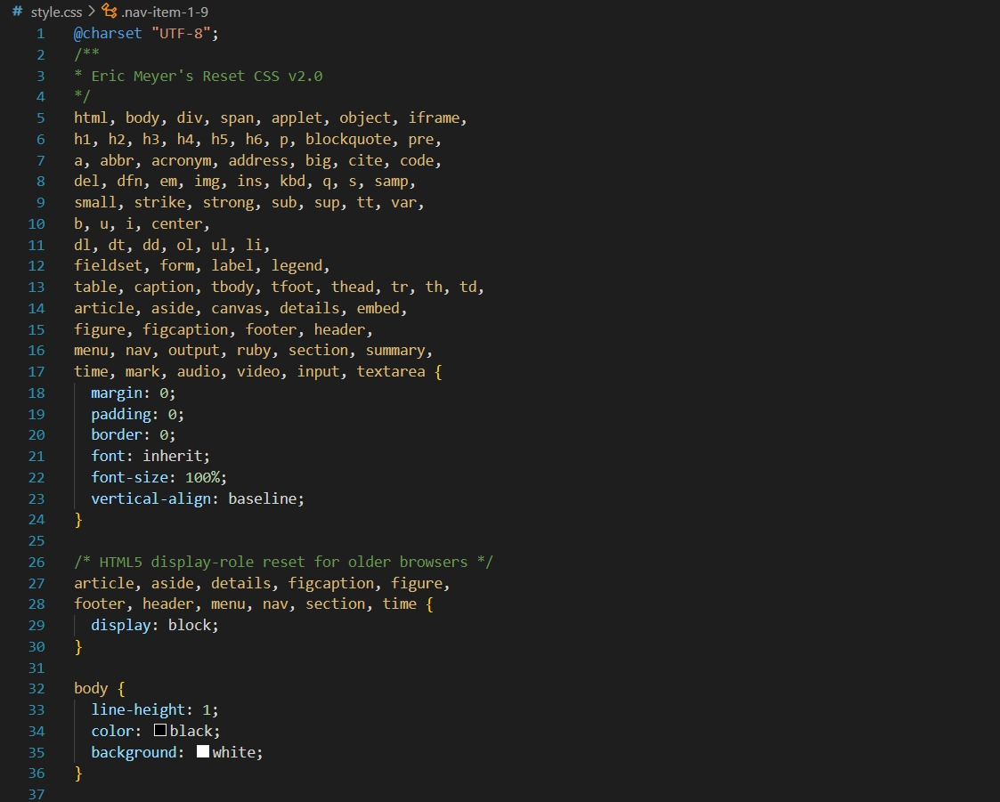 # style.css > .nav-item-1-9
1 @charset "UTF-8";
2 /**
3 * Eric Meyer's Reset CSS v2.0
4 */
5 html, body, div, span, applet, object, iframe,
6 h1, h2, h3, h4, h5, h6, p, blockquote, pre,
7 a, abbr, acronym, address, big, cite, code,
8 del, dfn, em, img, ins, kbd, q, s, samp,
9 small, strike, strong, sub, sup, tt, var,
10 b, u, i, center,
11 dl, dt, dd, ol, ul, li,
12 fieldset, form, label, legend,
13 table, caption, tbody, tfoot, thead, tr, th, td,
14 article, aside, canvas, details, embed,
15 figure, figcaption, footer, header,
16 menu, nav, output, ruby, section, summary,
17 time, mark, audio, video, input, textarea {
18   margin: 0;
19   padding: 0;
20   border: 0;
21   font: inherit;
22   font-size: 100%;
23   vertical-align: baseline;
24 }
25
26 /* HTML5 display-role reset for older browsers */
27 article, aside, details, figcaption, figure,
28 footer, header, menu, nav, section, time {
29   display: block;
30 }
31
32 body {
33   line-height: 1;
34   color: black;
35   background: white;
36 }
37